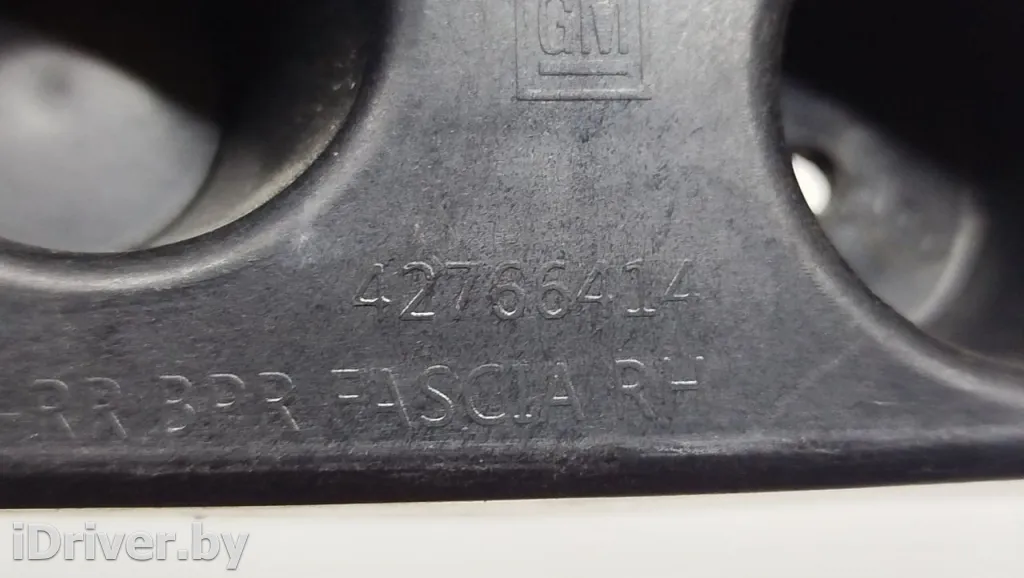 GM
42766414
-RR BPR FASCIA RH
iDriver.by